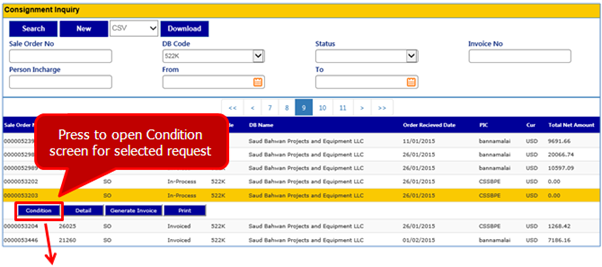 Consignment Inquiry
Search New CSV Download
Sale Order No DB Code Status Invoice No
522K
Person Incharge From To
<< < 7 8 9 10 11 > >>
Sale Order N de DB Name Order Recieved Date PIC Cur Total Net Amount
0000005239 Saud Bahwan Projects and Equipment LLC 11/01/2015 bannamalai USD 9691.66
0000005298 Saud Bahwan Projects and Equipment LLC 26/01/2015 bannamalai USD 20066.74
0000005298 Saud Bahwan Projects and Equipment LLC 26/01/2015 bannamalai USD 10597.09
Press to open Condition
screen for selected request
0000053202 SO In-Process 522K Saud Bahwan Projects and Equipment LLC 26/01/2015 CSSBPE USD 0.00
0000053203 SO In-Process 522K Saud Bahwan Projects and Equipment LLC 26/01/2015 CSSBPE USD 0.00
Condition Detail Generate Invoice Print
0000053204 26025 SO Invoiced 522K Saud Bahwan Projects and Equipment LLC 26/01/2015 CSSBPE USD 1268.42
0000053446 21260 SO Invoiced 522K Saud Bahwan Projects and Equipment LLC 01/02/2015 bannamalai USD 7186.16